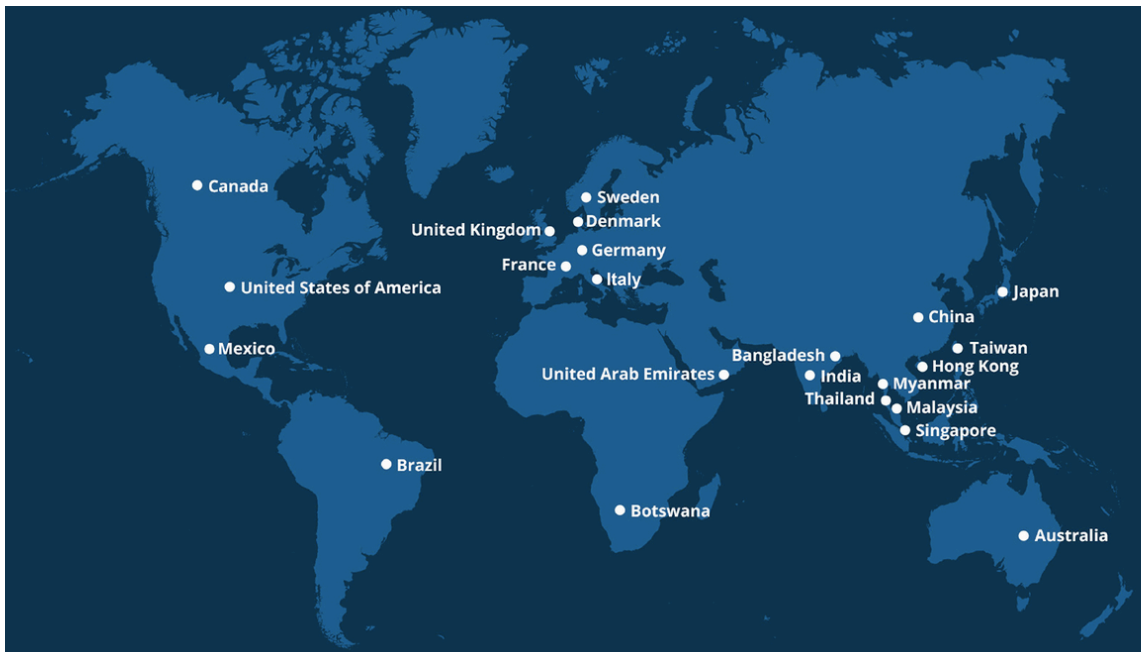 Canada
Sweden
Denmark
United Kingdom
Germany
France
Italy
United States of America
Japan
China
Mexico
Taiwan
Bangladesh
Hong Kong
United Arab Emirates
India
Myanmar
Thailand
Malaysia
Singapore
Brazil
Botswana
Australia